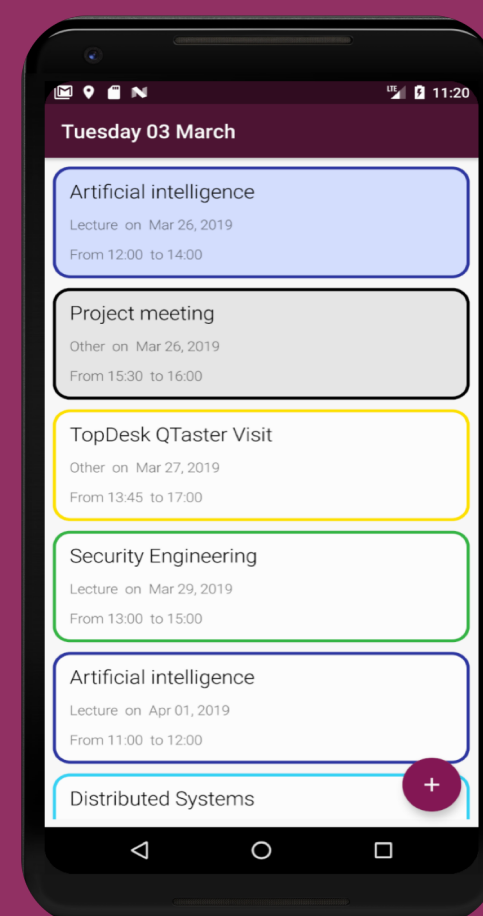 LTE 11:20
Tuesday 03 March
Artificial intelligence
Lecture on Mar 26, 2019
From 12:00 to 14:00
Project meeting
Other on Mar 26, 2019
From 15:30 to 16:00
TopDesk QTaster Visit
Other on Mar 27, 2019
From 13:45 to 17:00
Security Engineering
Lecture on Mar 29, 2019
From 13:00 to 15:00
Artificial intelligence
Lecture on Apr 01, 2019
From 11:00 to 12:00
+
Distributed Systems